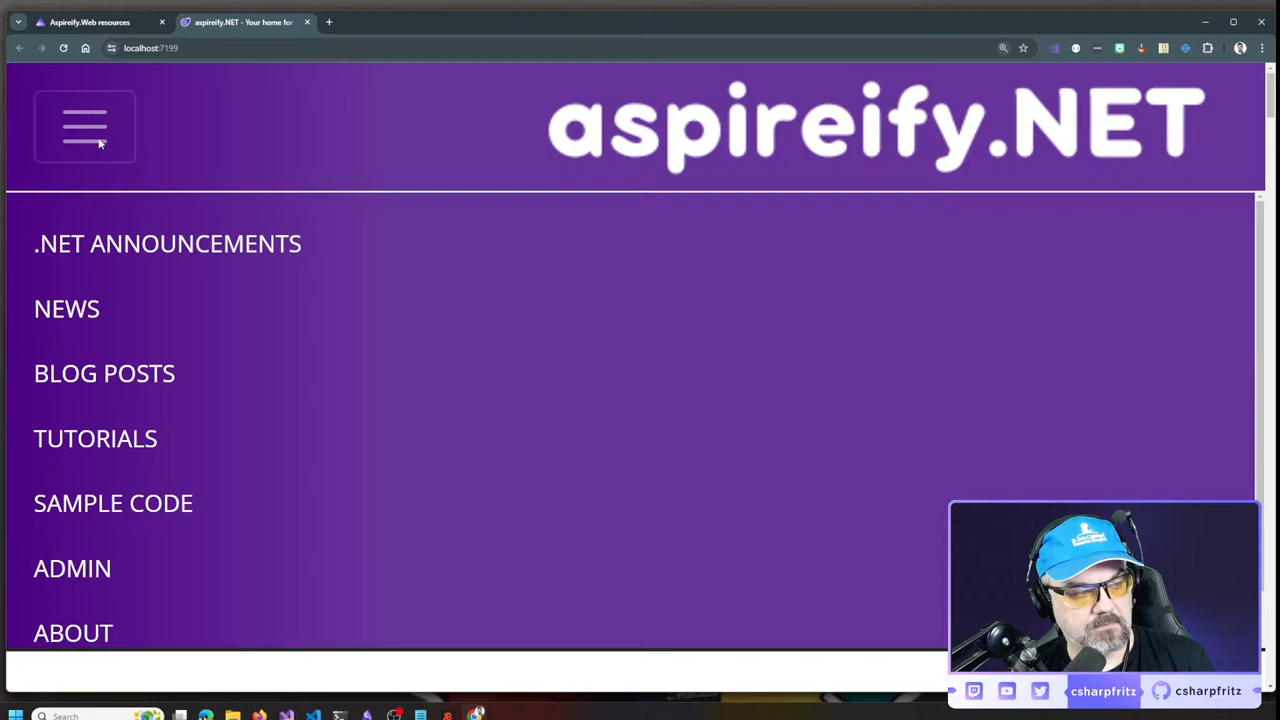 Aspireify.Web resources
aspireify.NET - Your home for
localhost:7199
aspireify.NET
.NET ANNOUNCEMENTS
NEWS
BLOG POSTS
TUTORIALS
SAMPLE CODE
ADMIN
ABOUT
csharpfritz
csharpfritz
Search